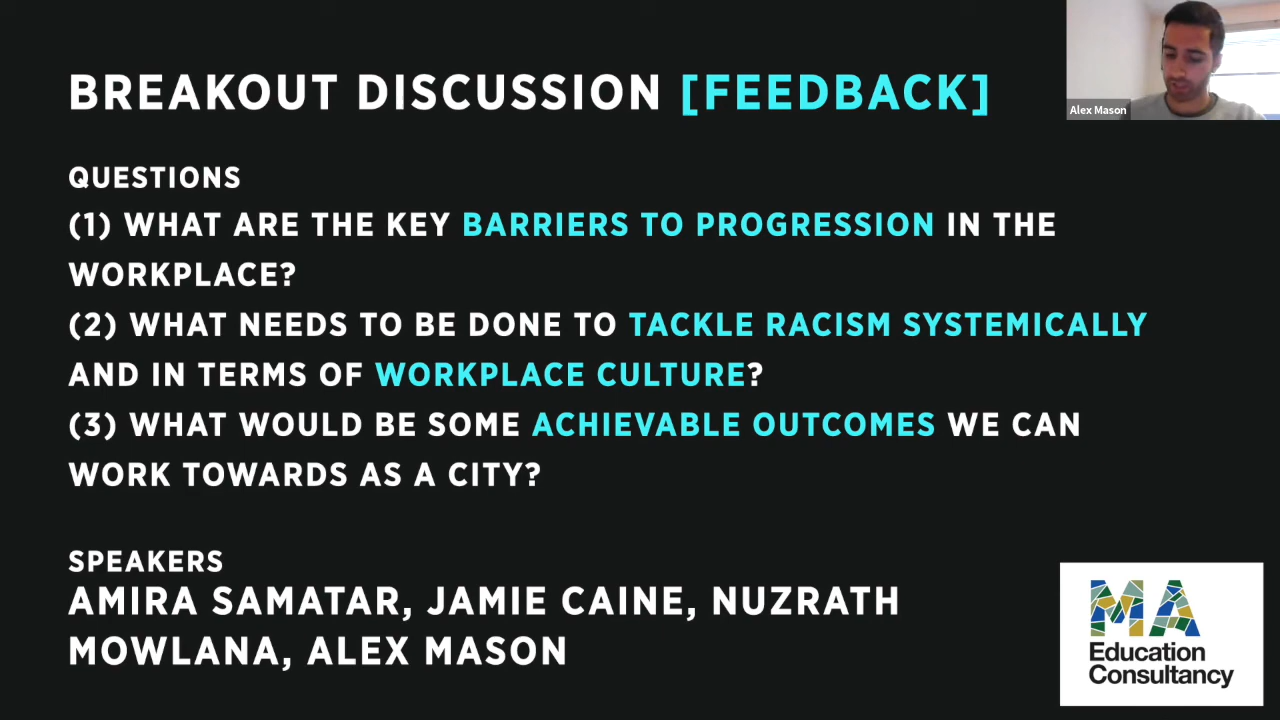 BREAKOUT DISCUSSION [FEEDBACK]
Alex Mason
QUESTIONS
(1) WHAT ARE THE KEY BARRIERS TO PROGRESSION IN THE
WORKPLACE?
(2) WHAT NEEDS TO BE DONE TO TACKLE RACISM SYSTEMICALLY
AND IN TERMS OF WORKPLACE CULTURE?
(3) WHAT WOULD BE SOME ACHIEVABLE OUTCOMES WE CAN
WORK TOWARDS AS A CITY?
SPEAKERS
AMIRA SAMATAR, JAMIE CAINE, NUZRATH
MOWLANA, ALEX MASON
MA
Education
Consultancy